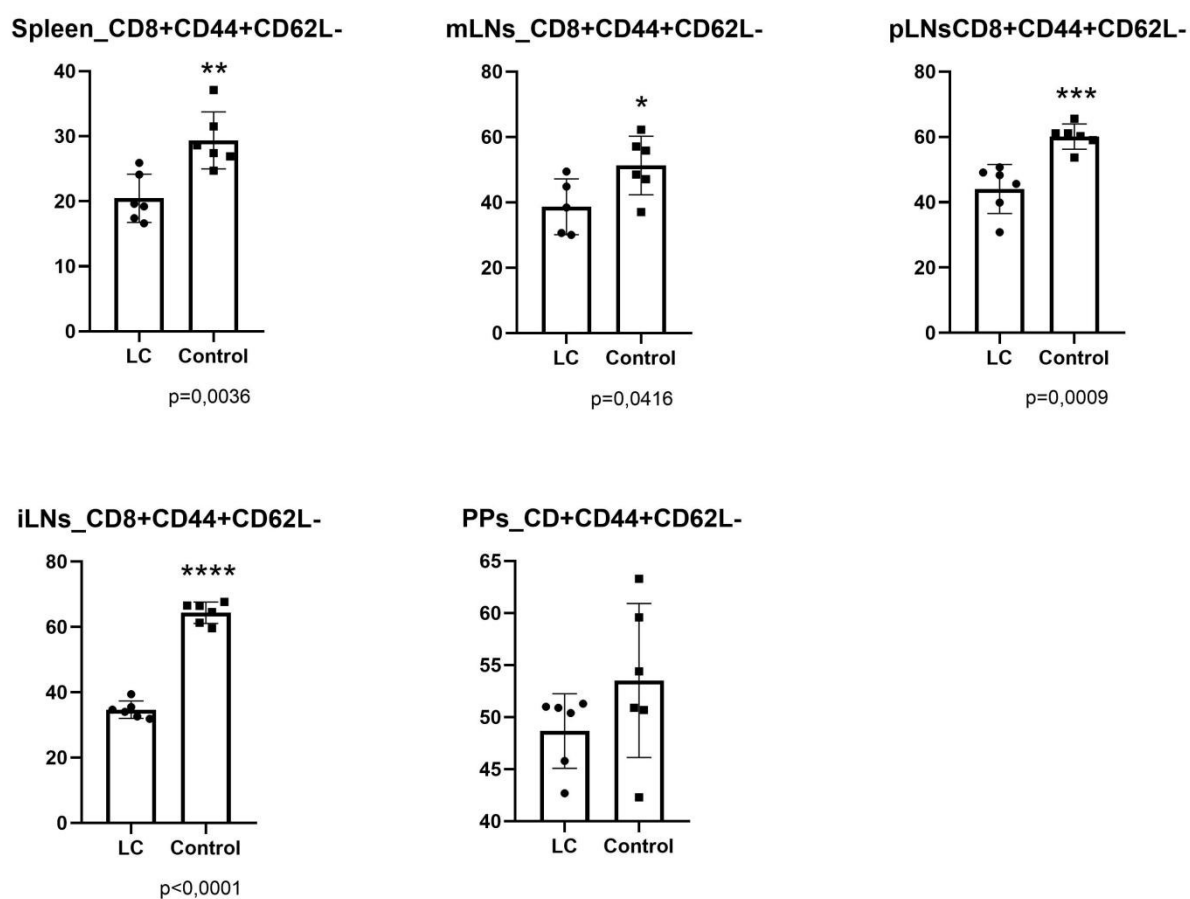 Spleen_CD8+CD44+CD62L-
40
30
20
10
0
**
LC Control
p=0,0036
mLNs_CD8+CD44+CD62L-
80
60
40
20
0
*
LC Control
p=0,0416
pLNsCD8+CD44+CD62L-
80
60
40
20
0
***
LC Control
p=0,0009
iLNs_CD8+CD44+CD62L-
80
60
40
20
0
****
LC Control
p<0,0001
PPs_CD+CD44+CD62L-
65
60
55
50
45
40
LC Control